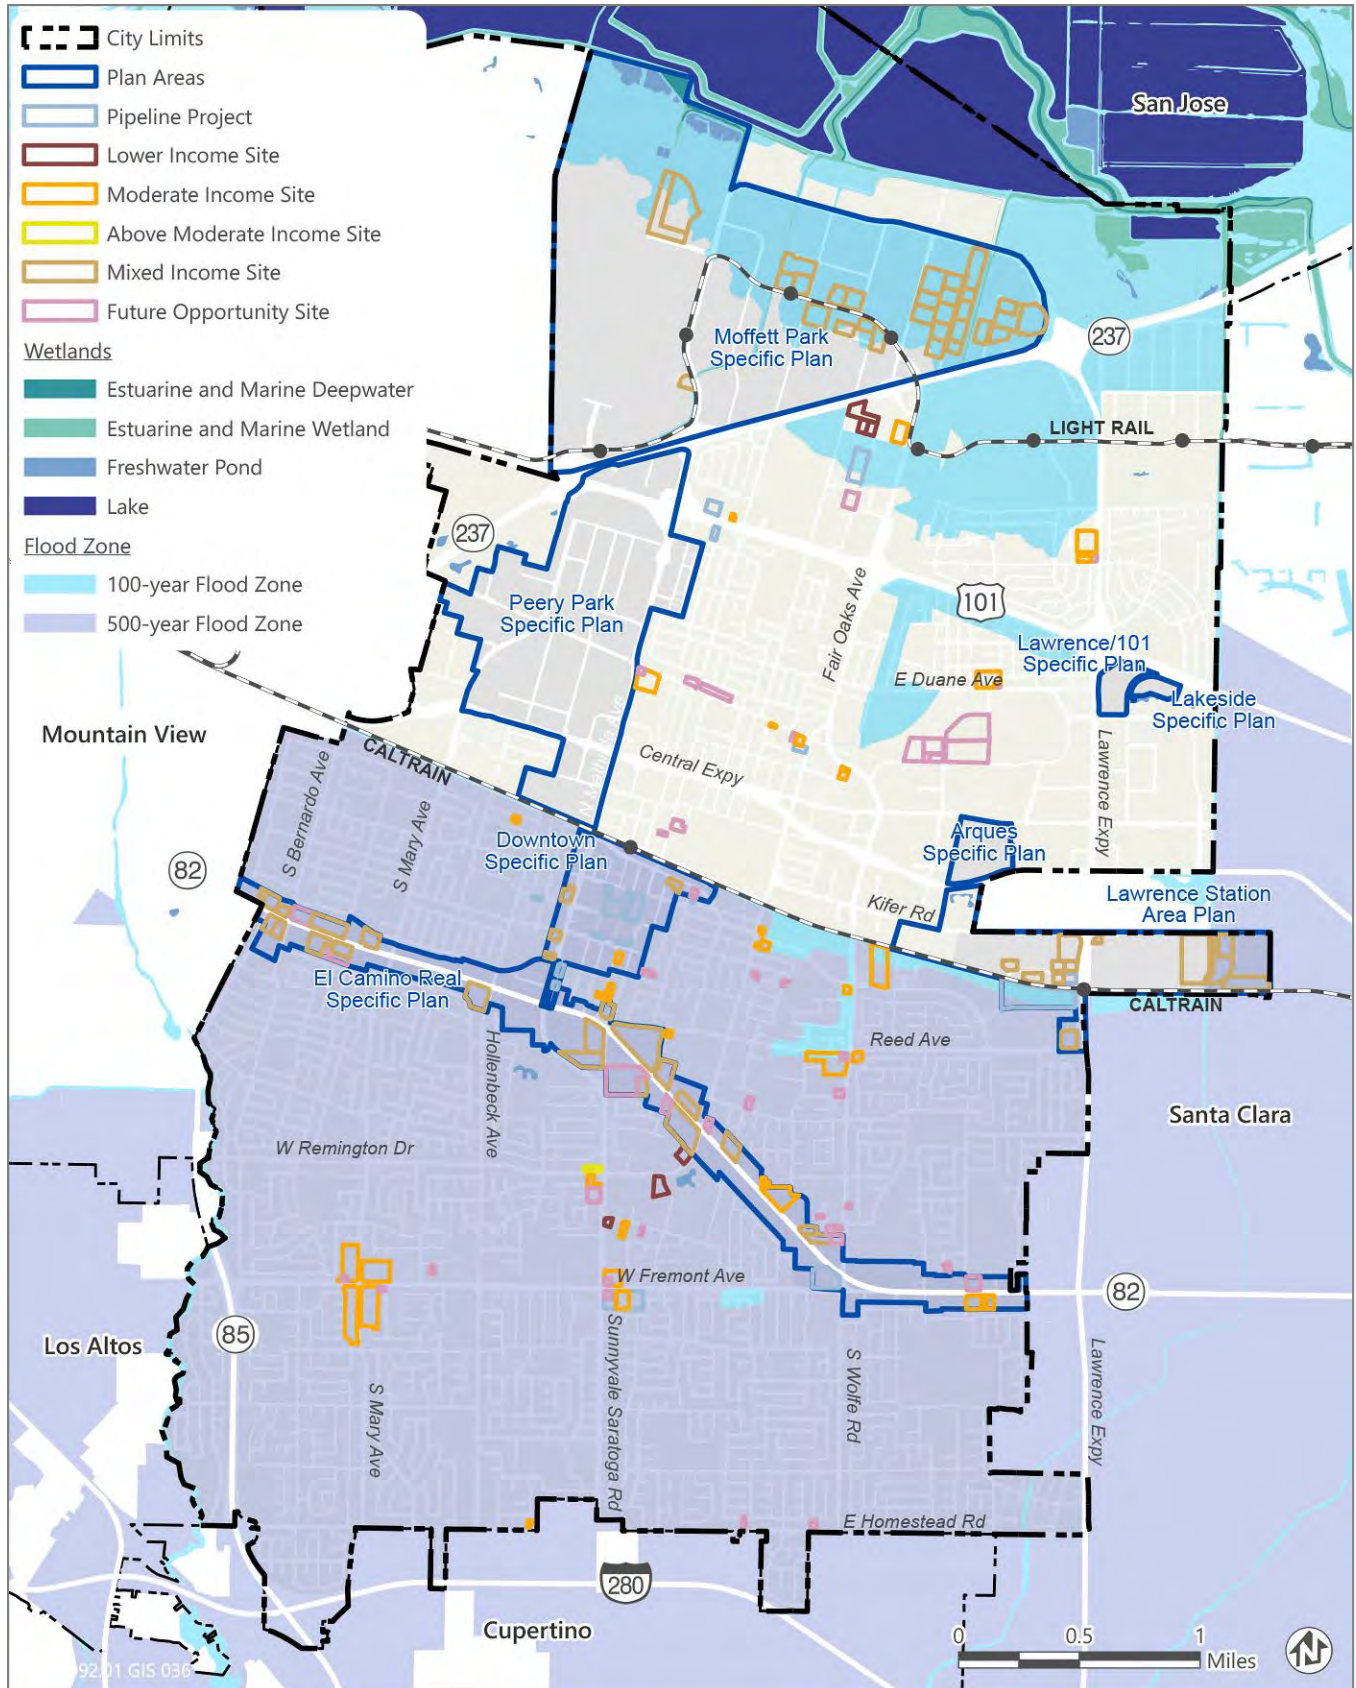 City Limits
Plan Areas
Pipeline Project
Lower Income Site
Moderate Income Site
Above Moderate Income Site
Mixed Income Site
Future Opportunity Site
Wetlands
Estuarine and Marine Deepwater
Estuarine and Marine Wetland
Freshwater Pond
Lake
Flood Zone
100-year Flood Zone
500-year Flood Zone
San Jose
237
Moffett Park
Specific Plan
LIGHT RAIL
237
Peery Park
Specific Plan
101
Fair Oaks Ave
Lawrence/101
Specific Plan
E Duane Ave
Lakeside
Specific Plan
Mountain View
CALTRAIN
Central Expy
Lawrence Expy
S Bernardo Ave
S Mary Ave
Downtown
Specific Plan
Arques
Specific Plan
82
Kifer Rd
Lawrence Station
Area Plan
El Camino Real
Specific Plan
CALTRAIN
Hollenbeck Ave
Reed Ave
Santa Clara
W Remington Dr
W Fremont Ave
82
Los Altos
85
S Mary Ave
Sunnyvale Saratoga Rd
S Wolfe Rd
Lawrence Expy
E Homestead Rd
280
Cupertino
0 0.5 1
Miles
N
92.01 GIS 036